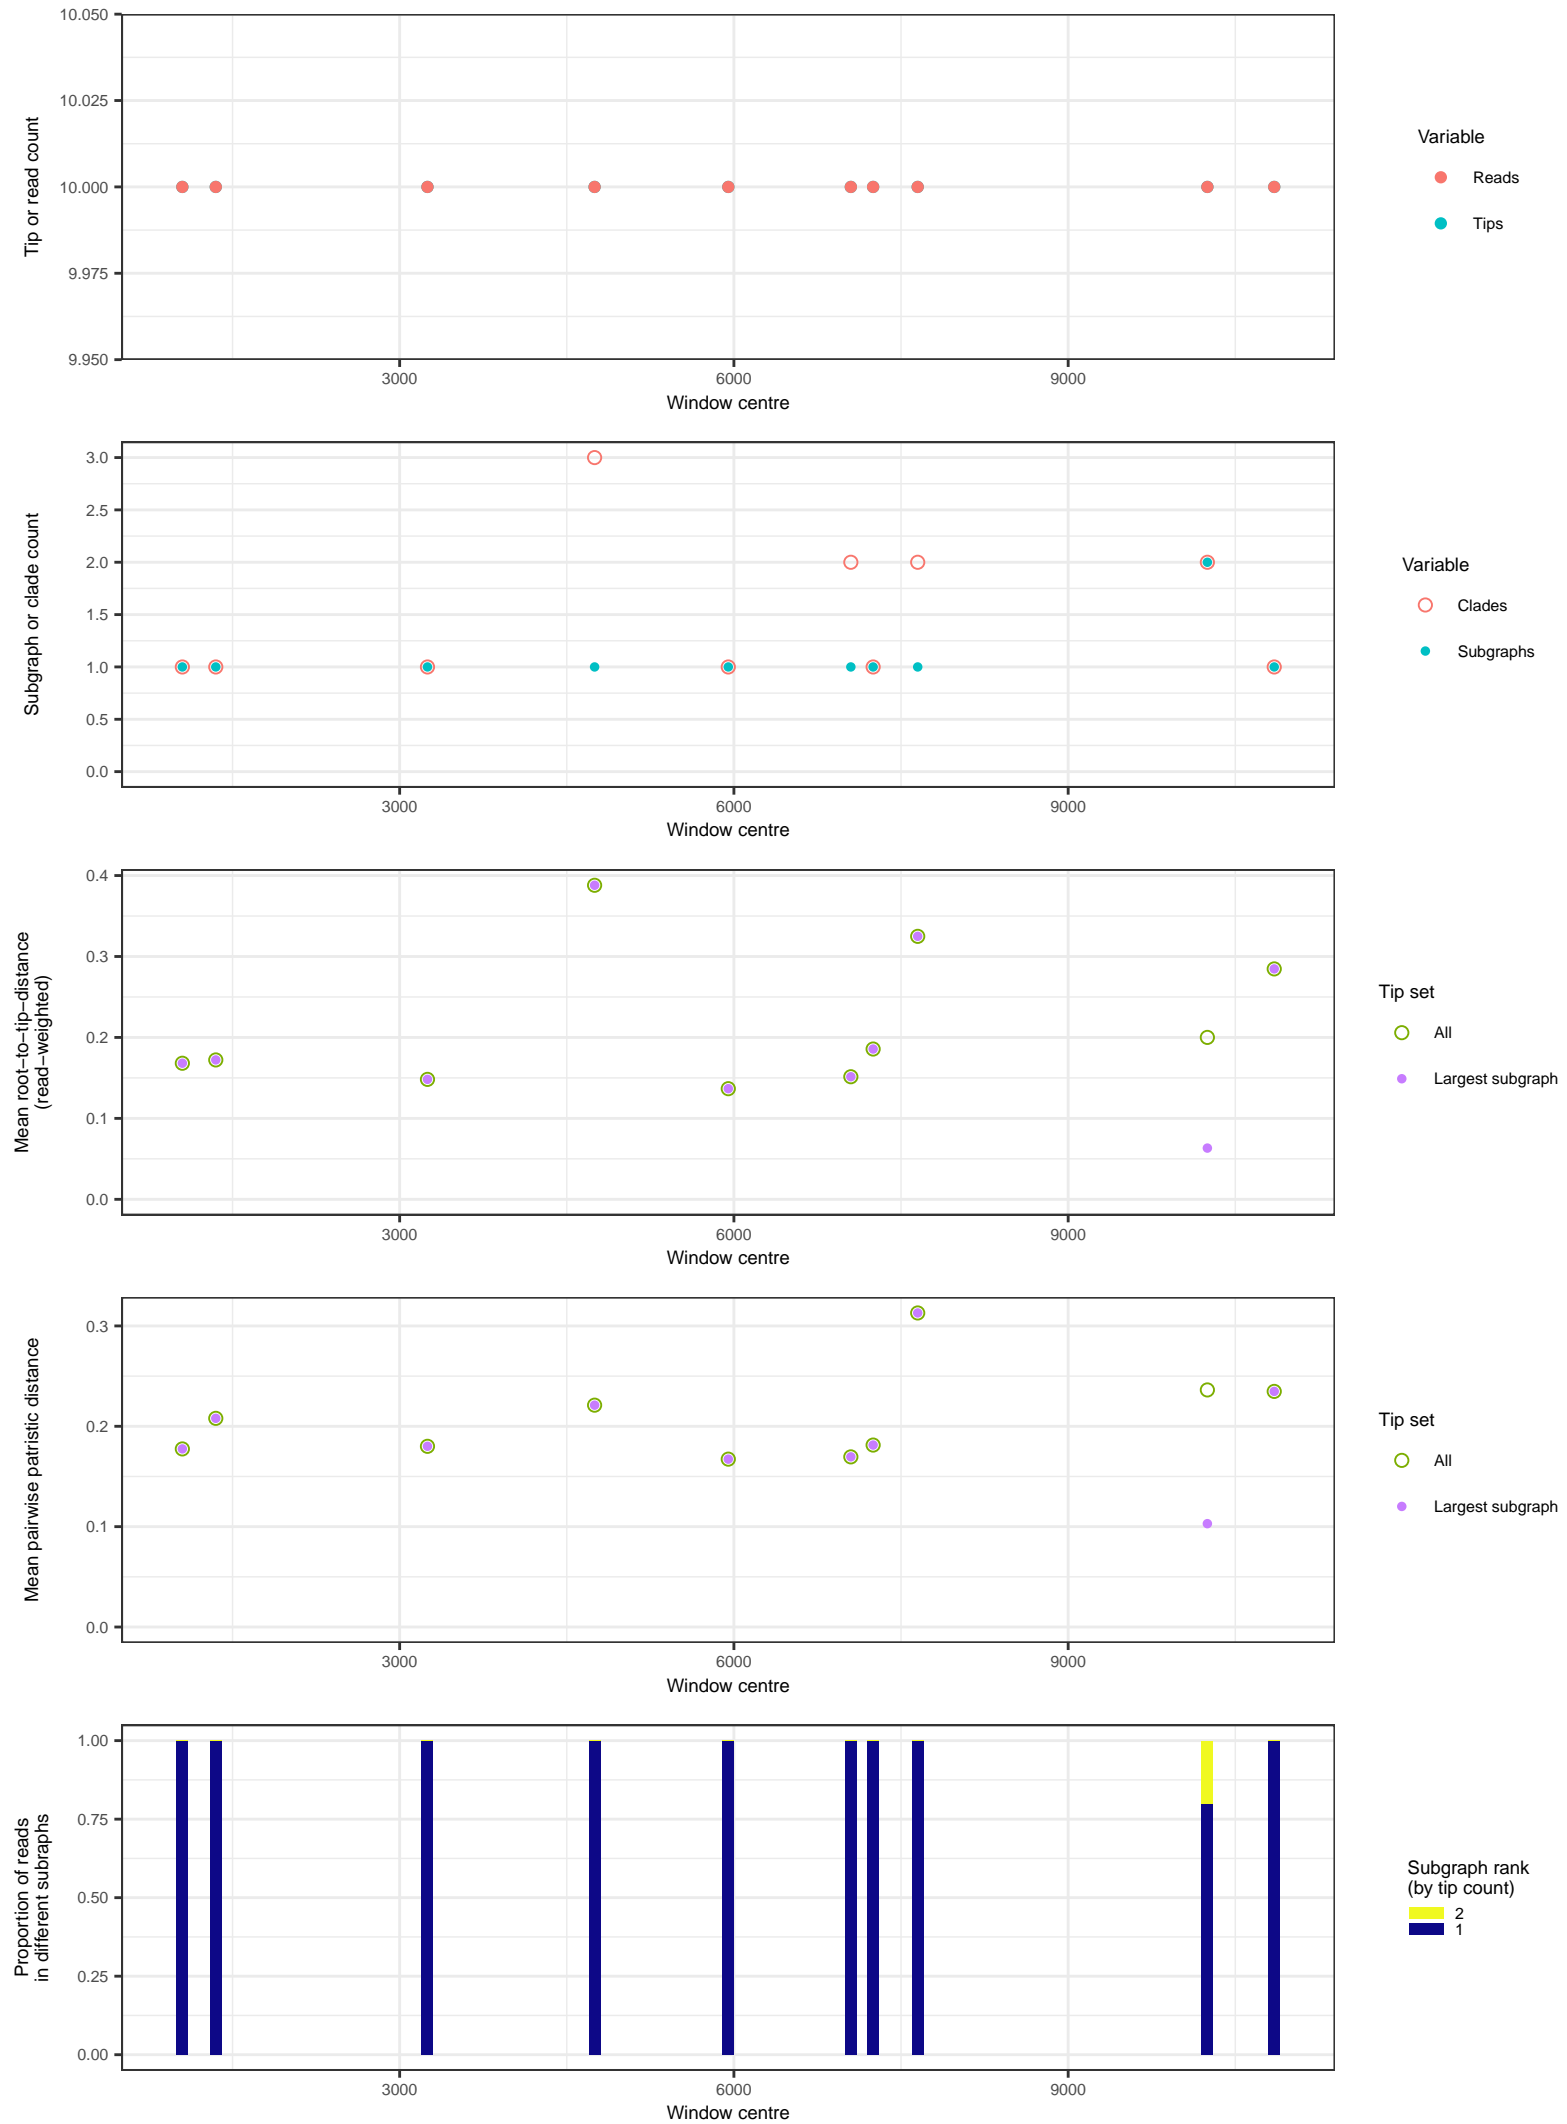 10.050
10.025
10.000
9.975
9.950
Tip or read count
3000
6000
9000
Window centre
Variable
Reads
Tips
3.0
2.5
2.0
1.5
1.0
0.5
0.0
Subgraph or clade count
3000
6000
9000
Window centre
Variable
Clades
Subgraphs
0.4
0.3
0.2
0.1
0.0
Mean root−to−tip−distance
(read−weighted)
3000
6000
9000
Window centre
Tip set
All
Largest subgraph
0.3
0.2
0.1
0.0
Mean pairwise patristic distance
3000
6000
9000
Window centre
Tip set
All
Largest subgraph
1.00
0.75
0.50
0.25
0.00
Proportion of reads
in different subraphs
3000
6000
9000
Window centre
Subgraph rank
(by tip count)
2
1